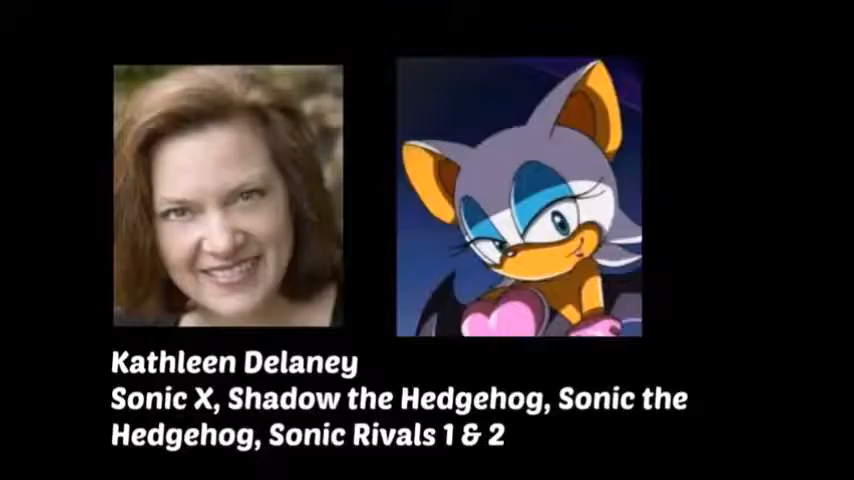 Kathleen Delaney
Sonic X, Shadow the Hedgehog, Sonic the
Hedgehog, Sonic Rivals 1 & 2